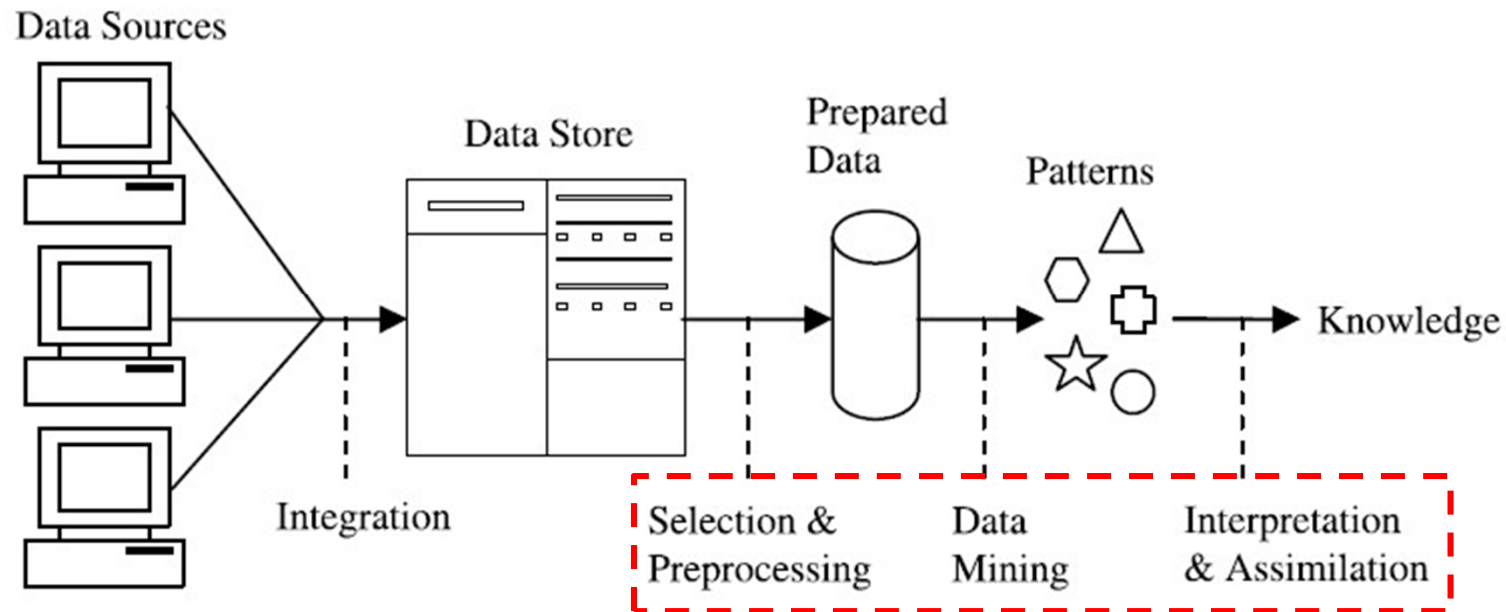 Data Sources
Data Store
Prepared
Data
Patterns
Knowledge
Integration
Selection &
Preprocessing
Data
Mining
Interpretation
& Assimilation